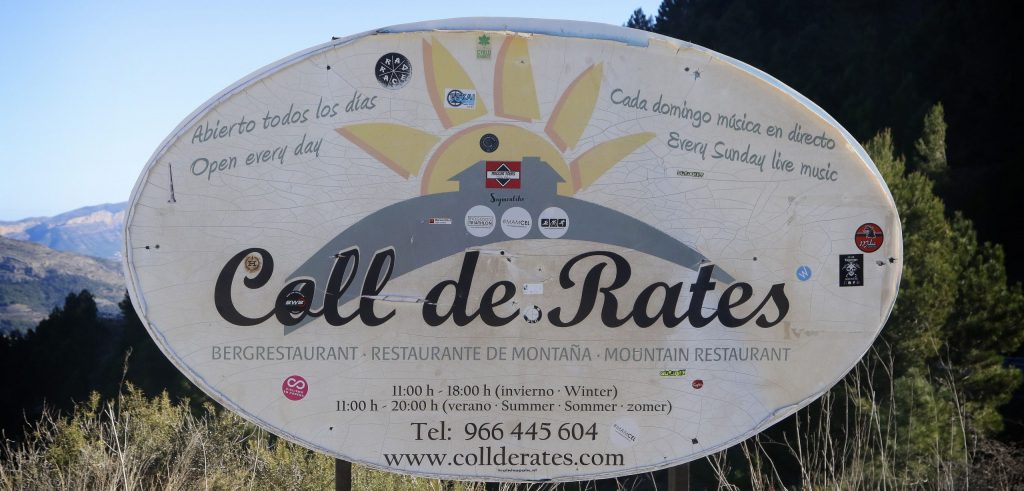 Abierto todos los días
Open every day
Cada domingo música en directo
Every Sunday live music
Coll de Rates
BERGRESTAURANT · RESTAURANTE DE MONTAÑA · MOUNTAIN RESTAURANT
11:00 h - 18:00 h (invierno · Winter)
11:00 h - 20:00 h (verano · Summer · Sommer · zomer)
Tel: 966 445 604
www.collderates.com